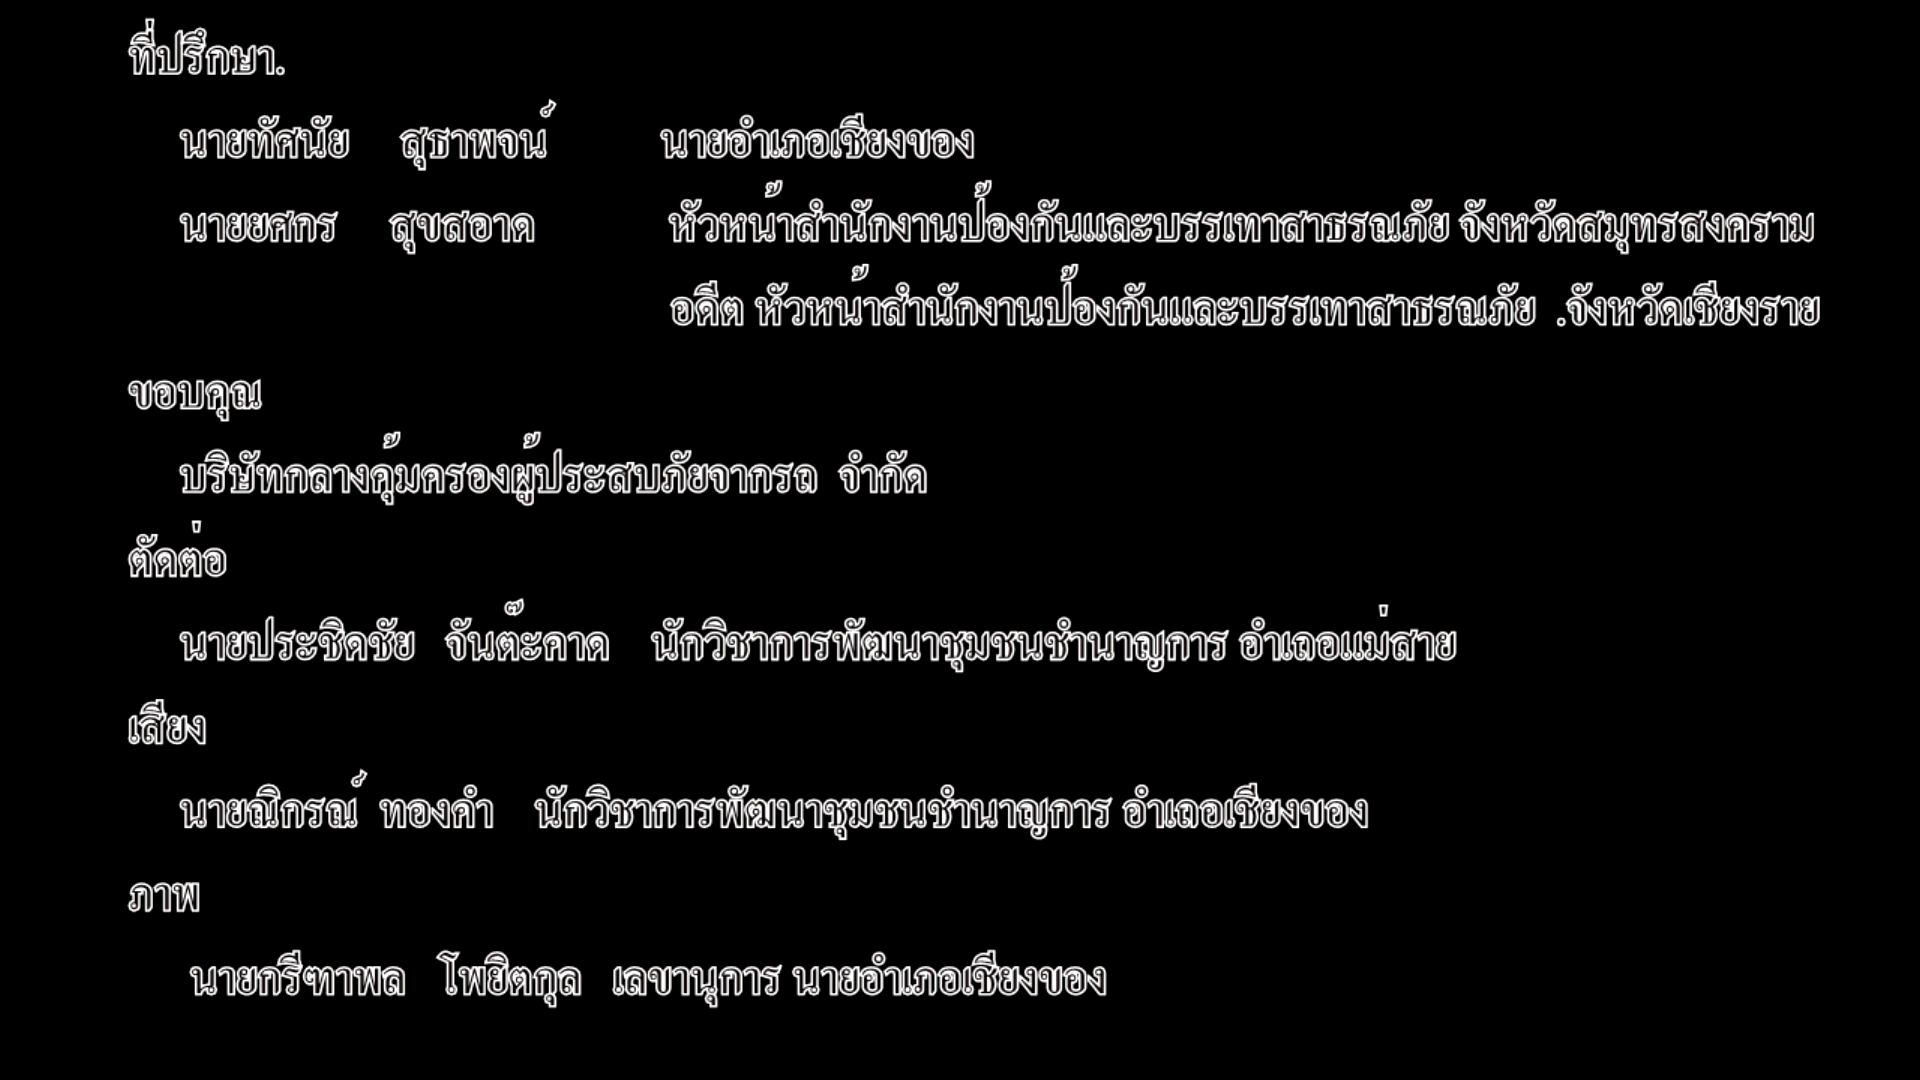 ที่ปรึกษา.
นายทัศนัย สุธาพจน์ นายอำเภอเชียงของ
นายยศกร สุขสอาด หัวหน้าสำนักงานป้องกันและบรรเทาสาธรณภัย จังหวัดสมุทรสงคราม
อดีต หัวหน้าสำนักงานป้องกันและบรรเทาสาธรณภัย .จังหวัดเชียงราย
ขอบคุณ
บริษัทกลางคุ้มครองผู้ประสบภัยจากรถ จำกัด
ตัดต่อ
นายประชิดชัย จันต๊ะคาด นักวิชาการพัฒนาชุมชนชำนาญการ อำเถอแม่สาย
เสียง
นายณิกรณ์ ทองคำ นักวิชาการพัฒนาชุมชนชำนาญการ อำเถอเชียงของ
ภาพ
นายกรีฑาพล โพธิตกุล เลขานุการ นายอำเภอเชียงของ